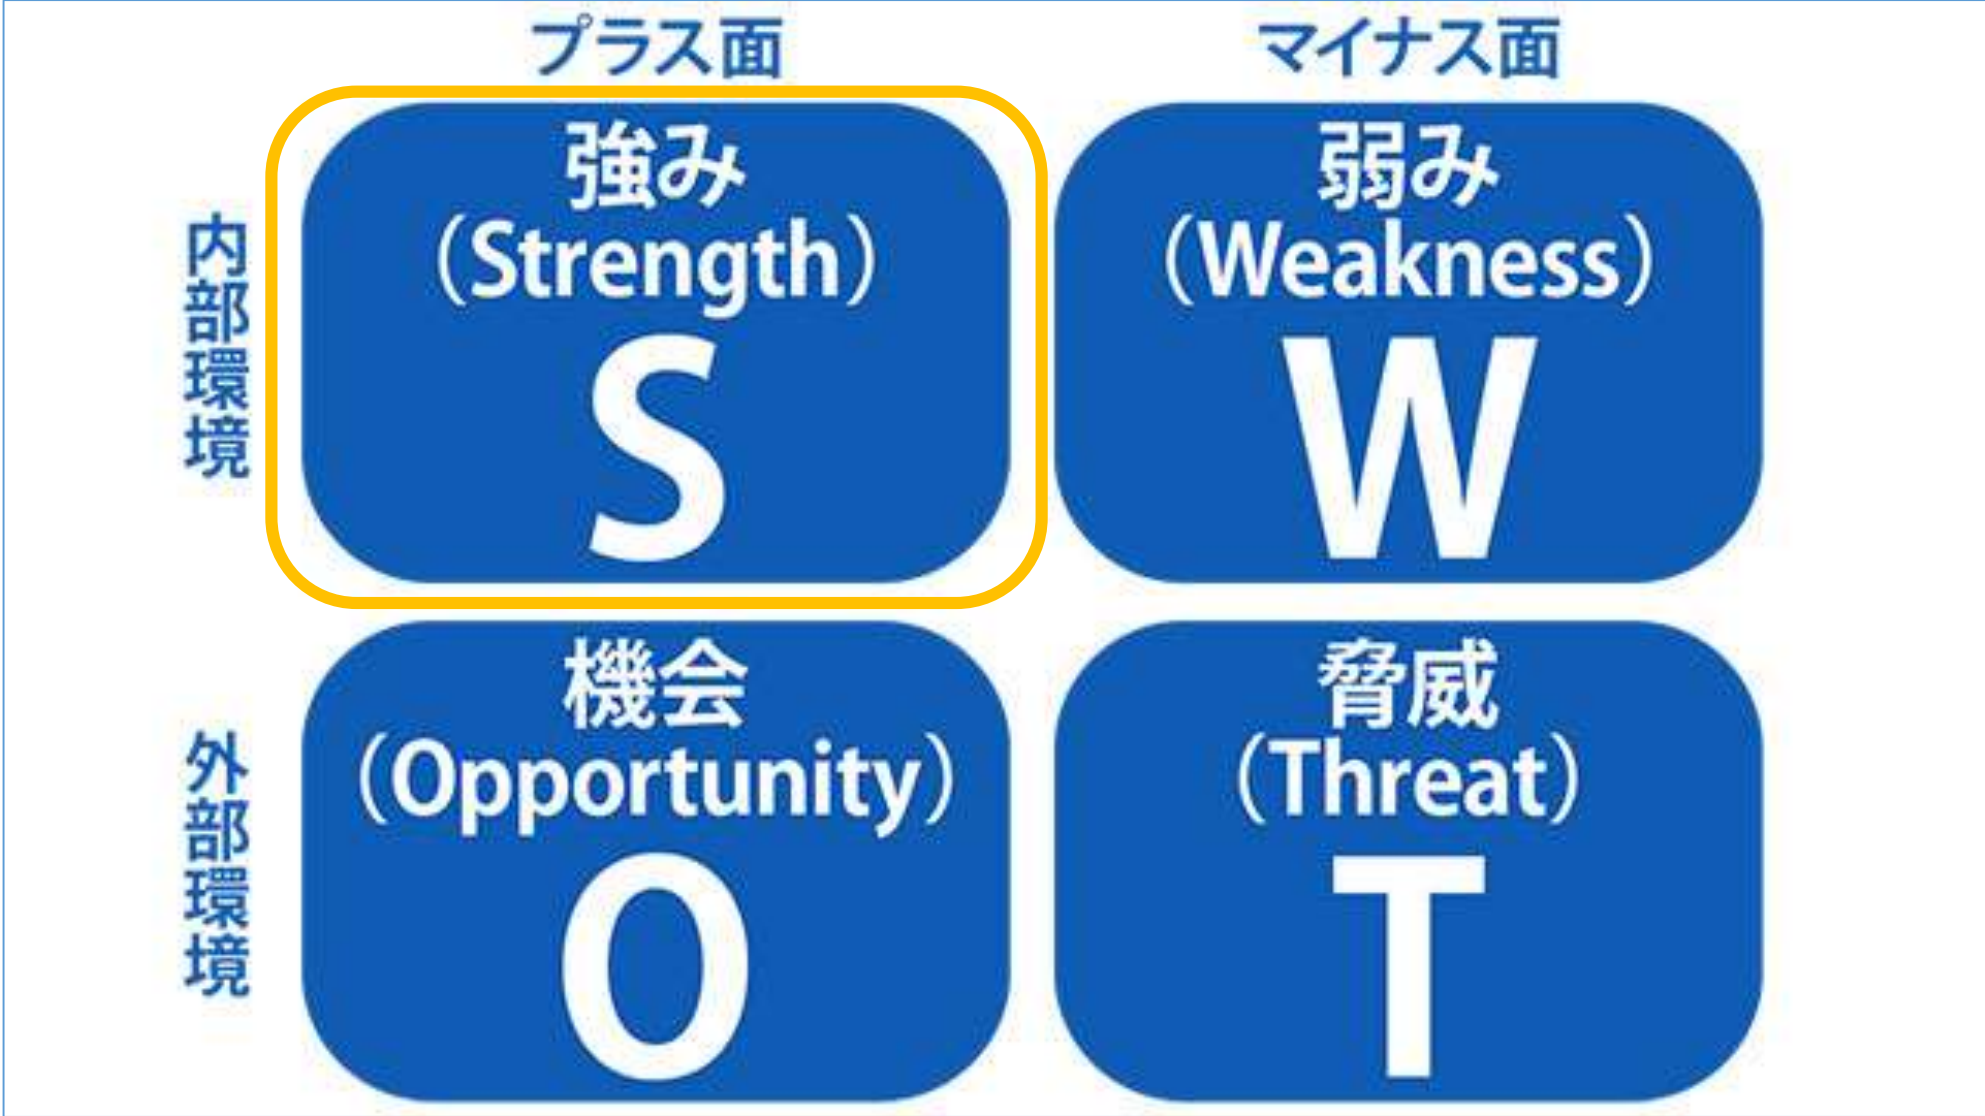 プラス面
マイナス面
内部環境
強み
（Strength）
S
弱み
（Weakness）
W
外部環境
機会
（Opportunity）
O
脅威
（Threat）
T